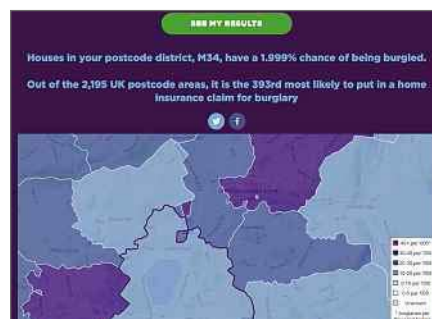 SEE MY RESULTS
Houses in your postcode district, M34, have a 1.999% chance of being burgled.
Out of the 2,195 UK postcode areas, it is the 393rd most likely to put in a home
insurance claim for burglary